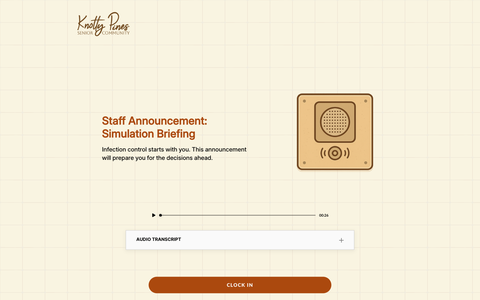 Knotty Pines
SENIOR COMMUNITY
Staff Announcement:
Simulation Briefing
Infection control starts with you. This announcement
will prepare you for the decisions ahead.
00:24
AUDIO TRANSCRIPT
CLOCK IN